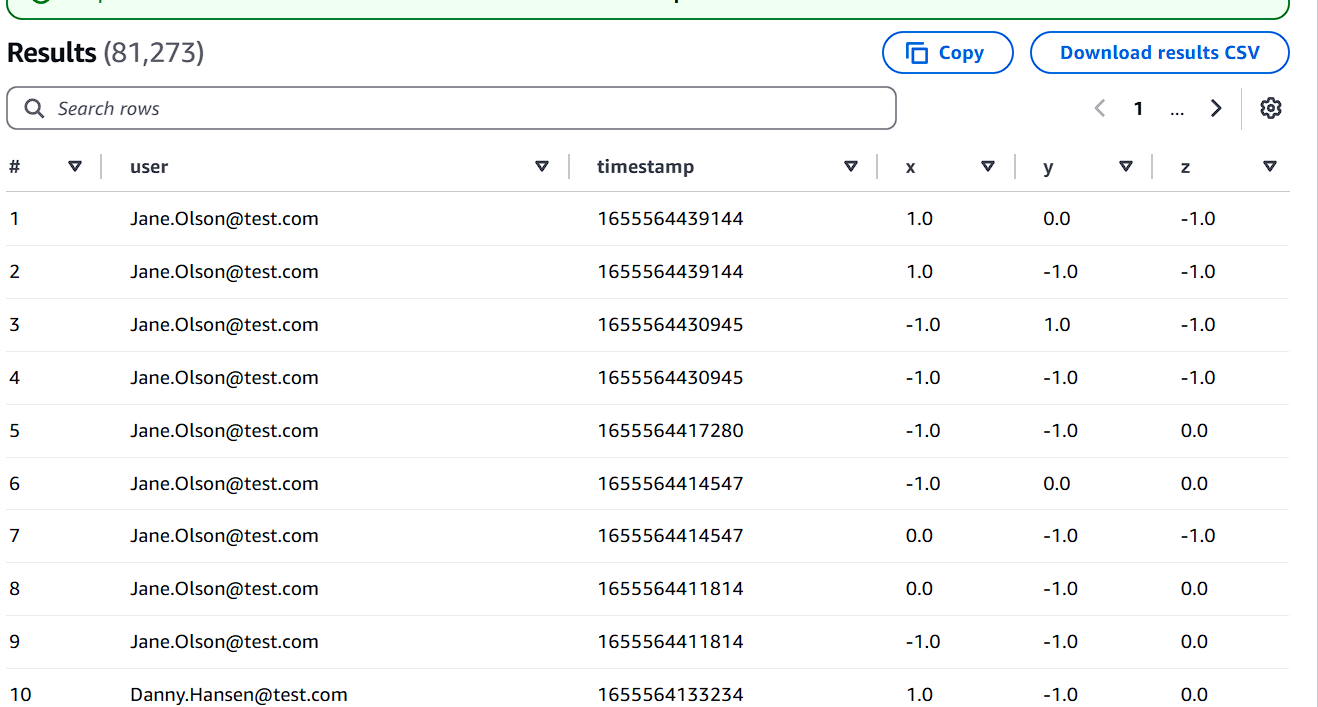 Results (81,273)
Copy
Download results CSV
Search rows
1 ...
# user timestamp x y z
1 Jane.Olson@test.com 1655564439144 1.0 0.0 -1.0
2 Jane.Olson@test.com 1655564439144 1.0 -1.0 -1.0
3 Jane.Olson@test.com 1655564430945 -1.0 1.0 -1.0
4 Jane.Olson@test.com 1655564430945 -1.0 -1.0 -1.0
5 Jane.Olson@test.com 1655564417280 -1.0 -1.0 0.0
6 Jane.Olson@test.com 1655564414547 -1.0 0.0 0.0
7 Jane.Olson@test.com 1655564414547 0.0 -1.0 -1.0
8 Jane.Olson@test.com 1655564411814 0.0 -1.0 0.0
9 Jane.Olson@test.com 1655564411814 -1.0 -1.0 0.0
10 Danny.Hansen@test.com 1655564133234 1.0 -1.0 0.0